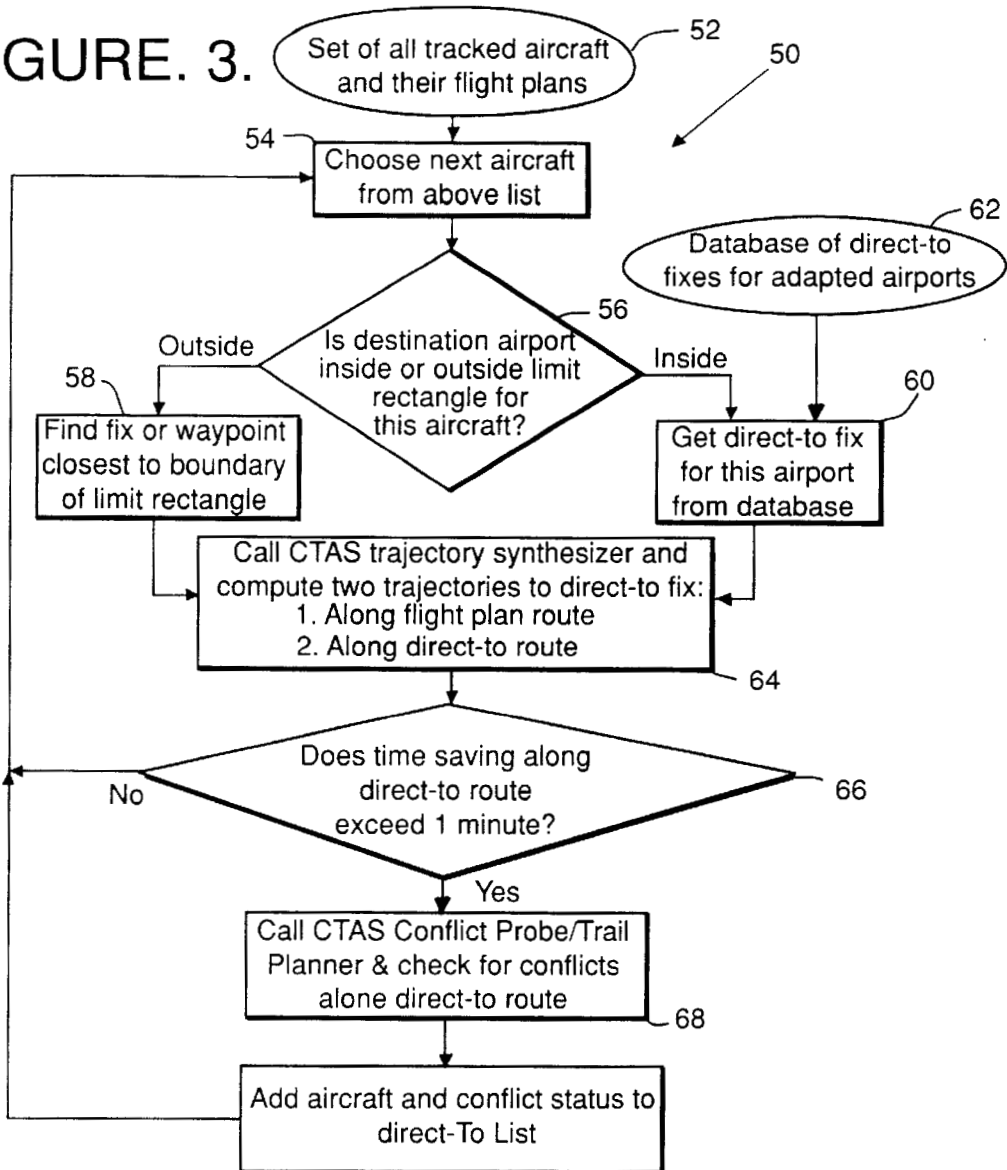 GURE. 3.
52
Set of all tracked aircraft
and their flight plans
50
54
Choose next aircraft
from above list
62
Database of direct-to
fixes for adapted airports
56
Is destination airport
inside or outside limit
rectangle for
this aircraft?
Outside
Inside
58
Find fix or waypoint
closest to boundary
of limit rectangle
60
Get direct-to fix
for this airport
from database
Call CTAS trajectory synthesizer and
compute two trajectories to direct-to fix:
1. Along flight plan route
2. Along direct-to route
64
Does time saving along
direct-to route
exceed 1 minute?
66
No
Yes
Call CTAS Conflict Probe/Trail
Planner & check for conflicts
alone direct-to route
68
Add aircraft and conflict status to
direct-To List